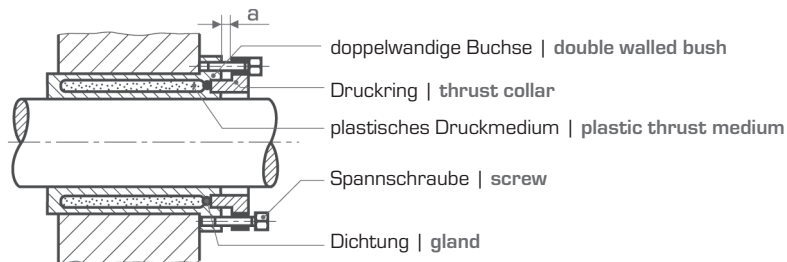 a
doppelwandige Buchse | double walled bush
Druckring | thrust collar
plastisches Druckmedium | plastic thrust medium
Spannschraube | screw
Dichtung | gland